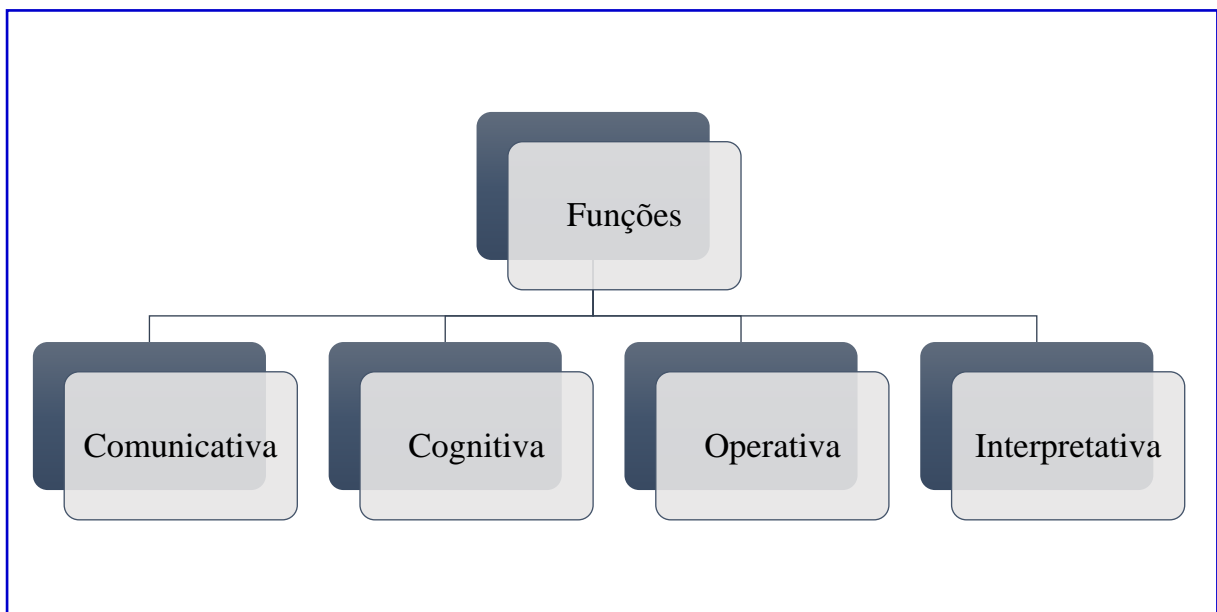 Funções
Comunicativa
Cognitiva
Operativa
Interpretativa